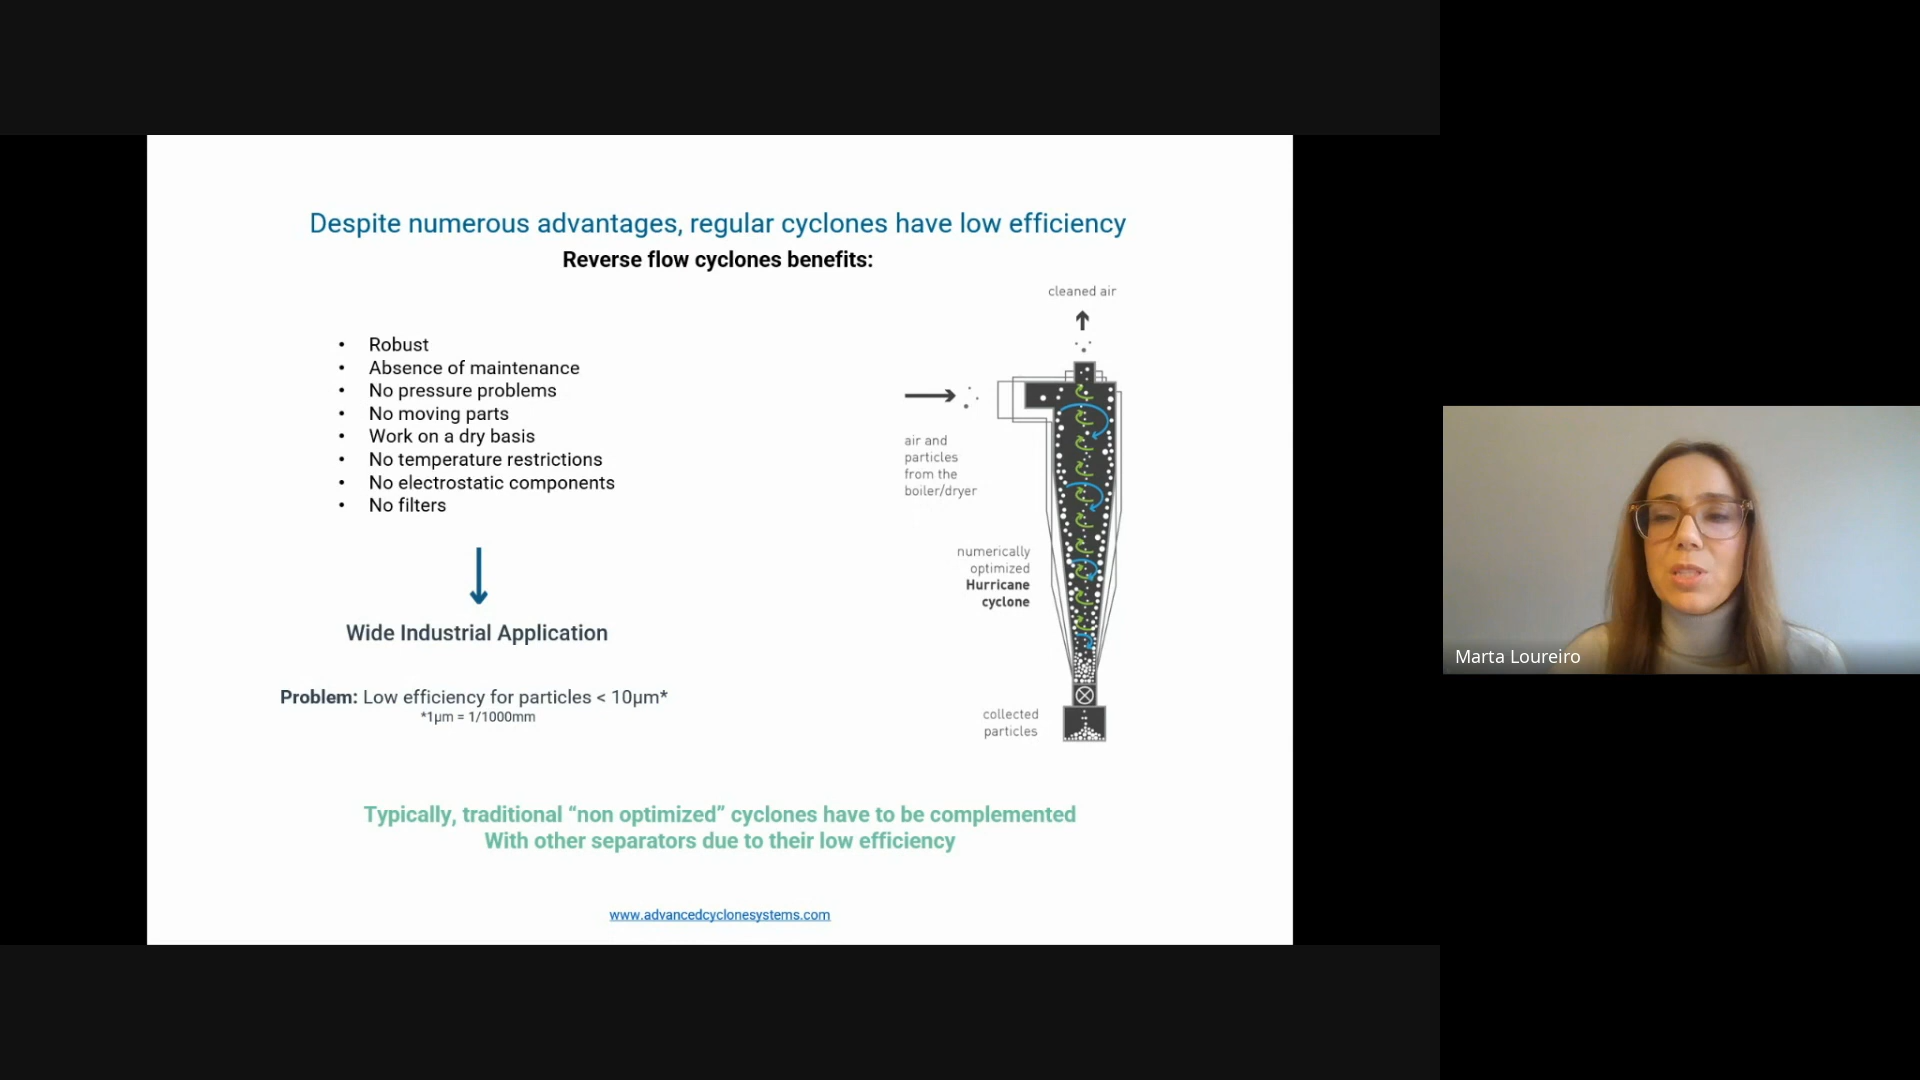 Despite numerous advantages, regular cyclones have low efficiency
Reverse flow cyclones benefits:
• Robust
• Absence of maintenance
• No pressure problems
• No moving parts
• Work on a dry basis
• No temperature restrictions
• No electrostatic components
• No filters
Wide Industrial Application
Problem: Low efficiency for particles < 10µm*
*1µm = 1/1000mm
cleaned air
air and
particles
from the
boiler/dryer
numerically
optimized
Hurricane
cyclone
collected
particles
Typically, traditional “non optimized” cyclones have to be complemented
With other separators due to their low efficiency
www.advancedcyclonesystems.com
Marta Loureiro